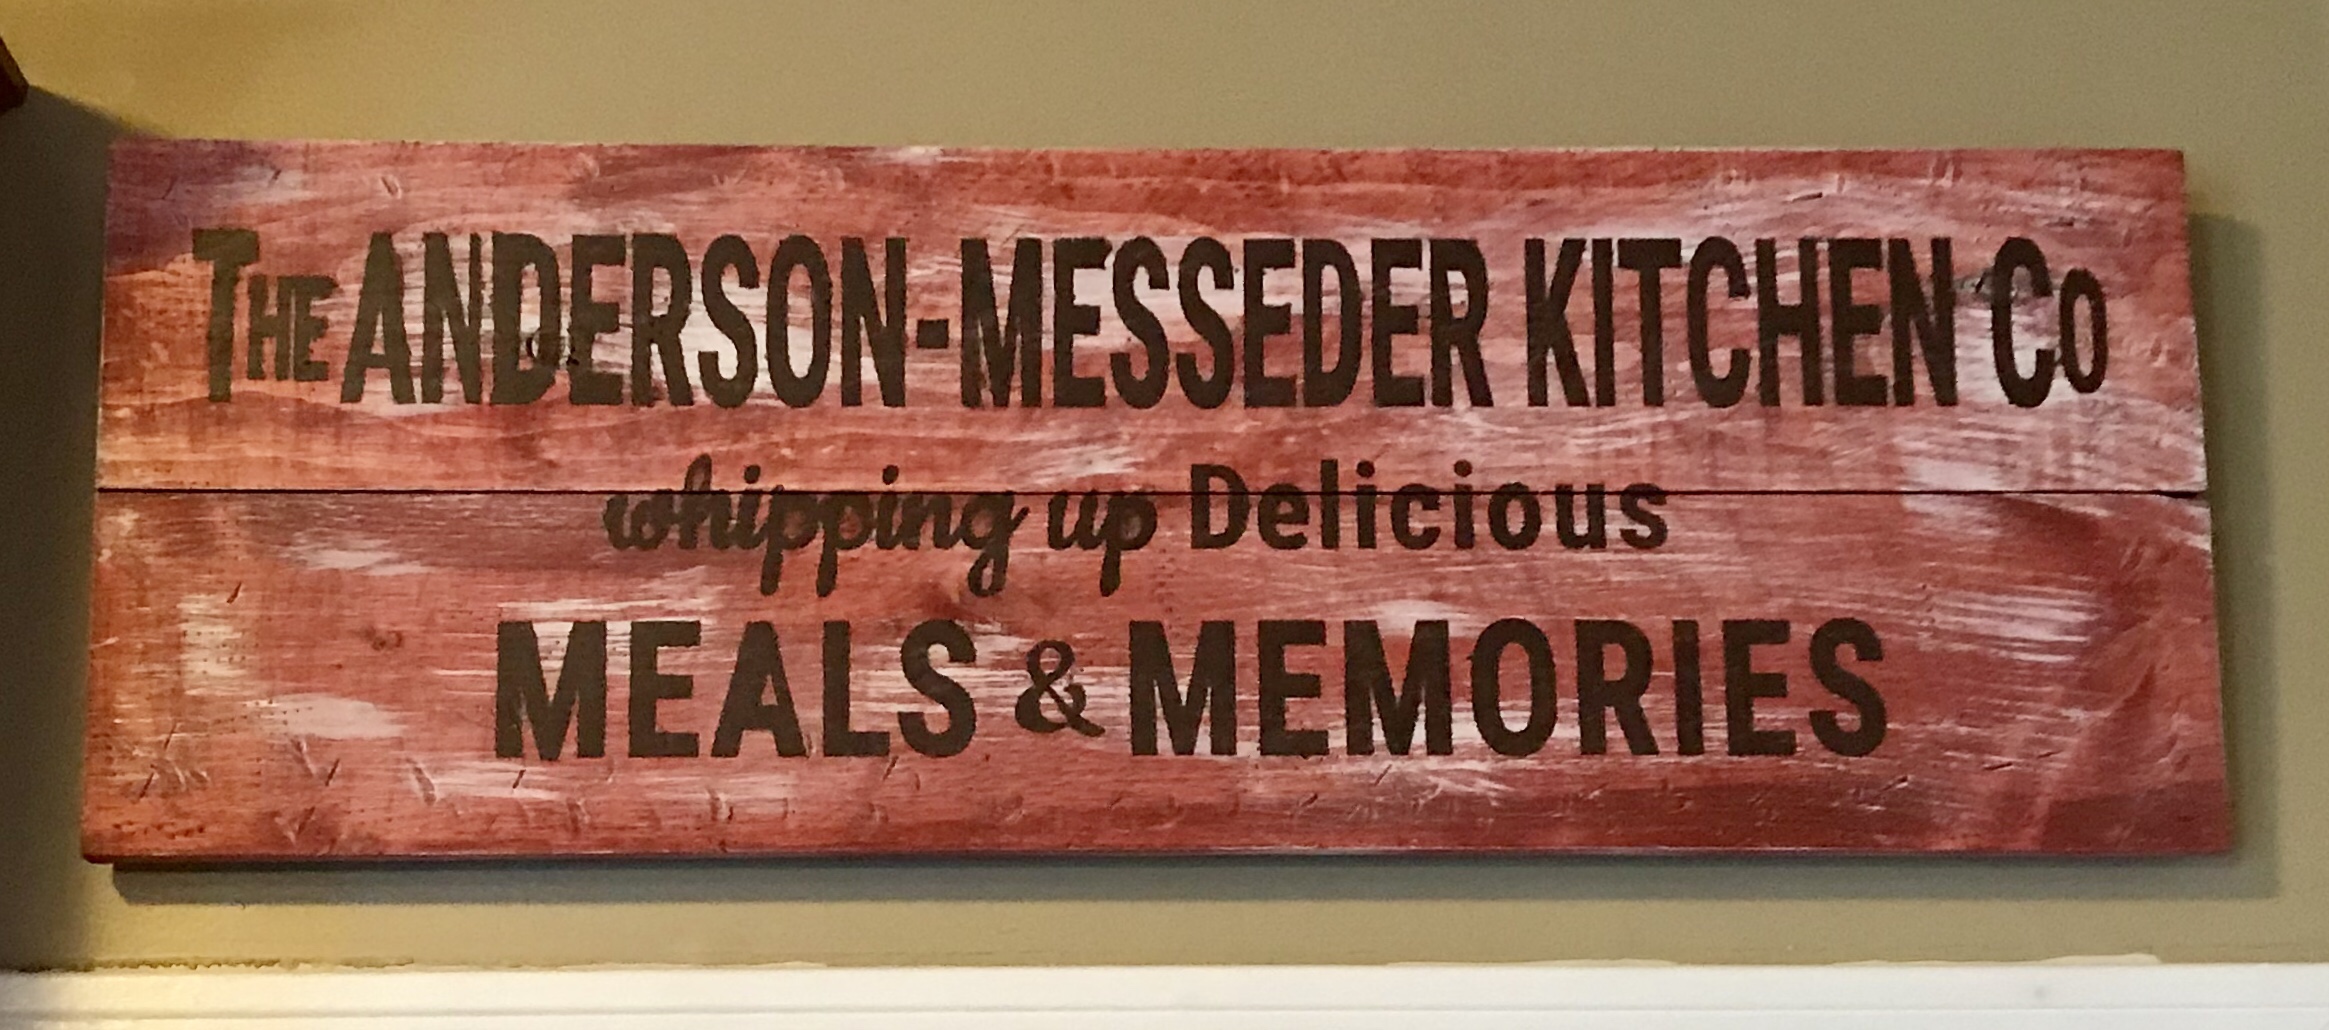 The ANDERSON-MESSEDER KITCHEN Co
whipping up Delicious
MEALS & MEMORIES